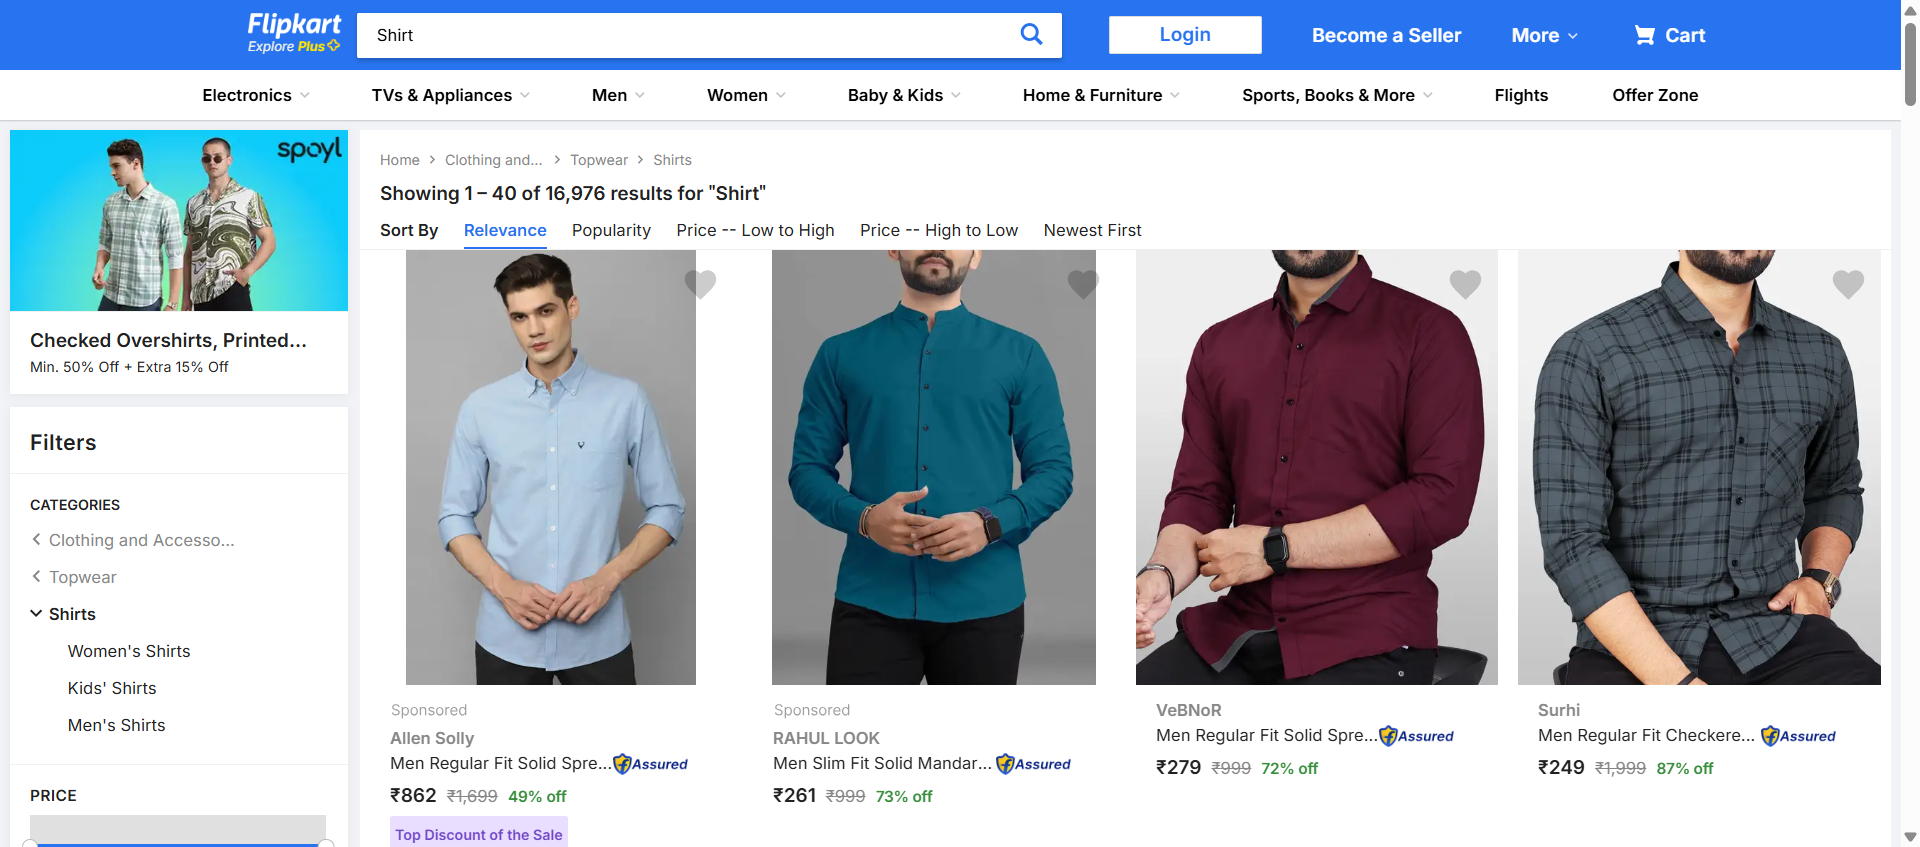 Flipkart
Explore Plus
Shirt
Login
Become a Seller
More
Cart
Electronics
TVs & Appliances
Men
Women
Baby & Kids
Home & Furniture
Sports, Books & More
Flights
Offer Zone
spoyl
Checked Overshirts, Printed...
Min. 50% Off + Extra 15% Off
Filters
CATEGORIES
Clothing and Accesso...
Topwear
Shirts
Women's Shirts
Kids' Shirts
Men's Shirts
PRICE
Home > Clothing and... > Topwear > Shirts
Showing 1 – 40 of 16,976 results for "Shirt"
Sort By Relevance Popularity Price -- Low to High Price -- High to Low Newest First
Sponsored
Allen Solly
Men Regular Fit Solid Spre... Assured
₹862 ₹1,699 49% off
Top Discount of the Sale
Sponsored
RAHUL LOOK
Men Slim Fit Solid Mandar... Assured
₹261 ₹999 73% off
VeBNoR
Men Regular Fit Solid Spre... Assured
₹279 ₹999 72% off
Surhi
Men Regular Fit Checkere... Assured
₹249 ₹1,999 87% off